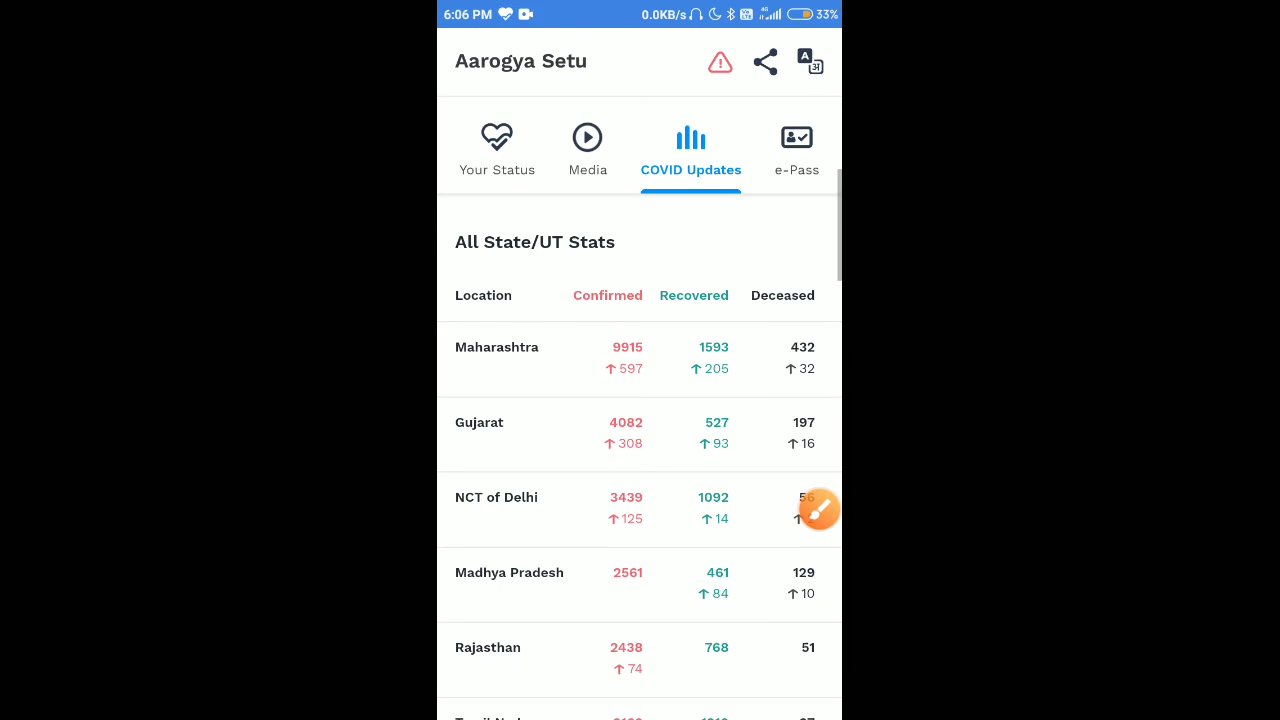 6:06 PM 0.0KB/s 4G 33%
Aarogya Setu
Your Status Media COVID Updates e-Pass
All State/UT Stats
Location Confirmed Recovered Deceased
Maharashtra 9915 1593 432
↑ 597 ↑ 205 ↑ 32
Gujarat 4082 527 197
↑ 308 ↑ 93 ↑ 16
NCT of Delhi 3439 1092 56
↑ 125 ↑ 14 ↑
Madhya Pradesh 2561 461 129
↑ 84 ↑ 10
Rajasthan 2438 768 51
↑ 74